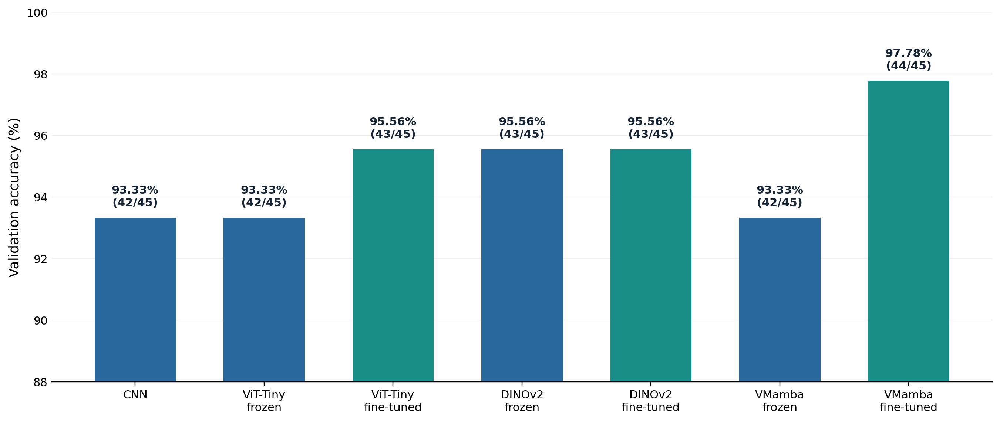 Validation accuracy (%)
100
98
96
94
92
90
88
93.33%
(42/45)
93.33%
(42/45)
95.56%
(43/45)
95.56%
(43/45)
95.56%
(43/45)
93.33%
(42/45)
97.78%
(44/45)
CNN
ViT-Tiny
frozen
ViT-Tiny
fine-tuned
DINOv2
frozen
DINOv2
fine-tuned
VMamba
frozen
VMamba
fine-tuned